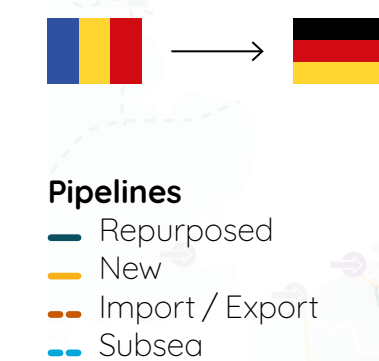 Pipelines
Repurposed
New
Import / Export
Subsea